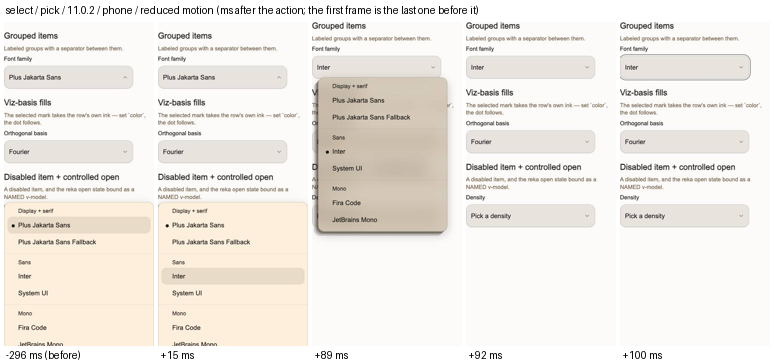 select / pick / 11.0.2 / phone / reduced motion (ms after the action; the first frame is the last one before it)
Grouped items
Labeled groups with a separator between them.
Font family
Plus Jakarta Sans
Viz-basis fills
The selected mark takes the row's own ink — set `color`,
the dot follows.
Orthogonal basis
Fourier
Disabled item + controlled open
A disabled item, and the reka open state bound as a
NAMED v-model.
Display + serif
Plus Jakarta Sans
Plus Jakarta Sans Fallback
Sans
Inter
System UI
Mono
Fira Code
JetBrains Mono
-296 ms (before)
Grouped items
Labeled groups with a separator between them.
Font family
Plus Jakarta Sans
Viz-basis fills
The selected mark takes the row's own ink — set `color`,
the dot follows.
Orthogonal basis
Fourier
Disabled item + controlled open
A disabled item, and the reka open state bound as a
NAMED v-model.
Display + serif
Plus Jakarta Sans
Plus Jakarta Sans Fallback
Sans
Inter
System UI
Mono
Fira Code
JetBrains Mono
+15 ms
Grouped items
Labeled groups with a separator between them.
Font family
Inter
Display + serif
Plus Jakarta Sans
Plus Jakarta Sans Fallback
Sans
Inter
System UI
Mono
Fira Code
JetBrains Mono
+89 ms
Grouped items
Labeled groups with a separator between them.
Font family
Inter
Viz-basis fills
The selected mark takes the row's own ink — set `color`,
the dot follows.
Orthogonal basis
Fourier
Disabled item + controlled open
A disabled item, and the reka open state bound as a
NAMED v-model.
Density
Pick a density
+92 ms
Grouped items
Labeled groups with a separator between them.
Font family
Inter
Viz-basis fills
The selected mark takes the row's own ink — set `color`,
the dot follows.
Orthogonal basis
Fourier
Disabled item + controlled open
A disabled item, and the reka open state bound as a
NAMED v-model.
Density
Pick a density
+100 ms